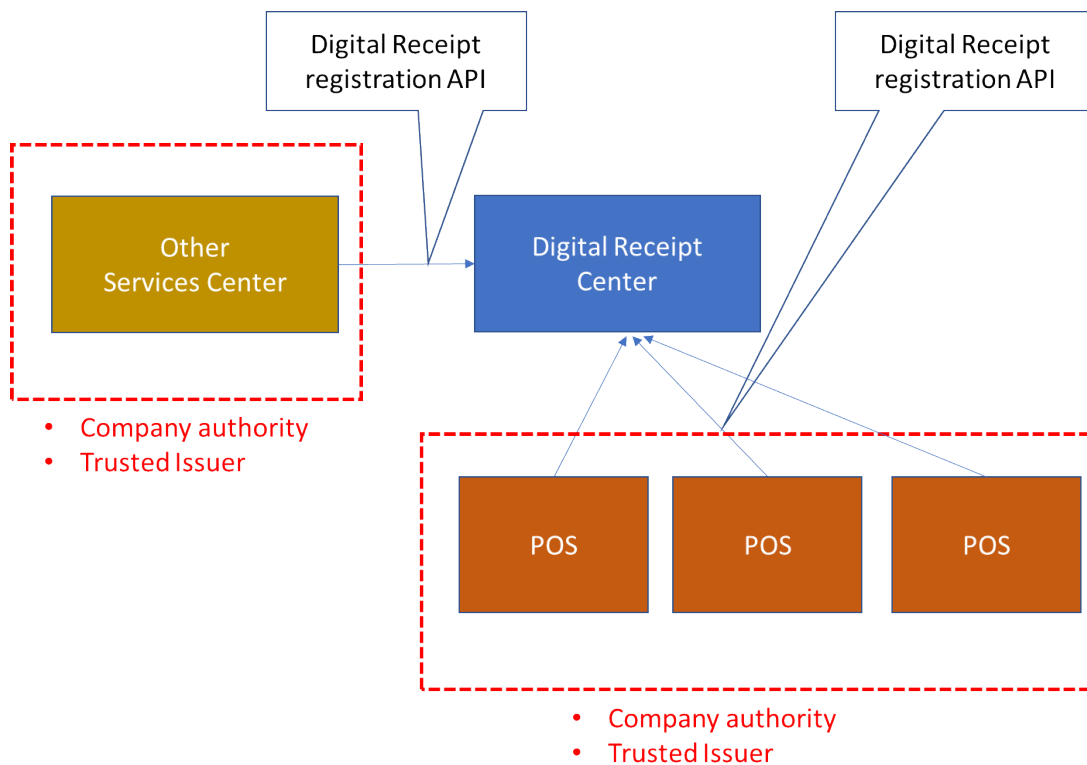 Digital Receipt
registration API
Digital Receipt
registration API
Other
Services Center
Digital Receipt
Center
• Company authority
• Trusted Issuer
POS
POS
POS
• Company authority
• Trusted Issuer